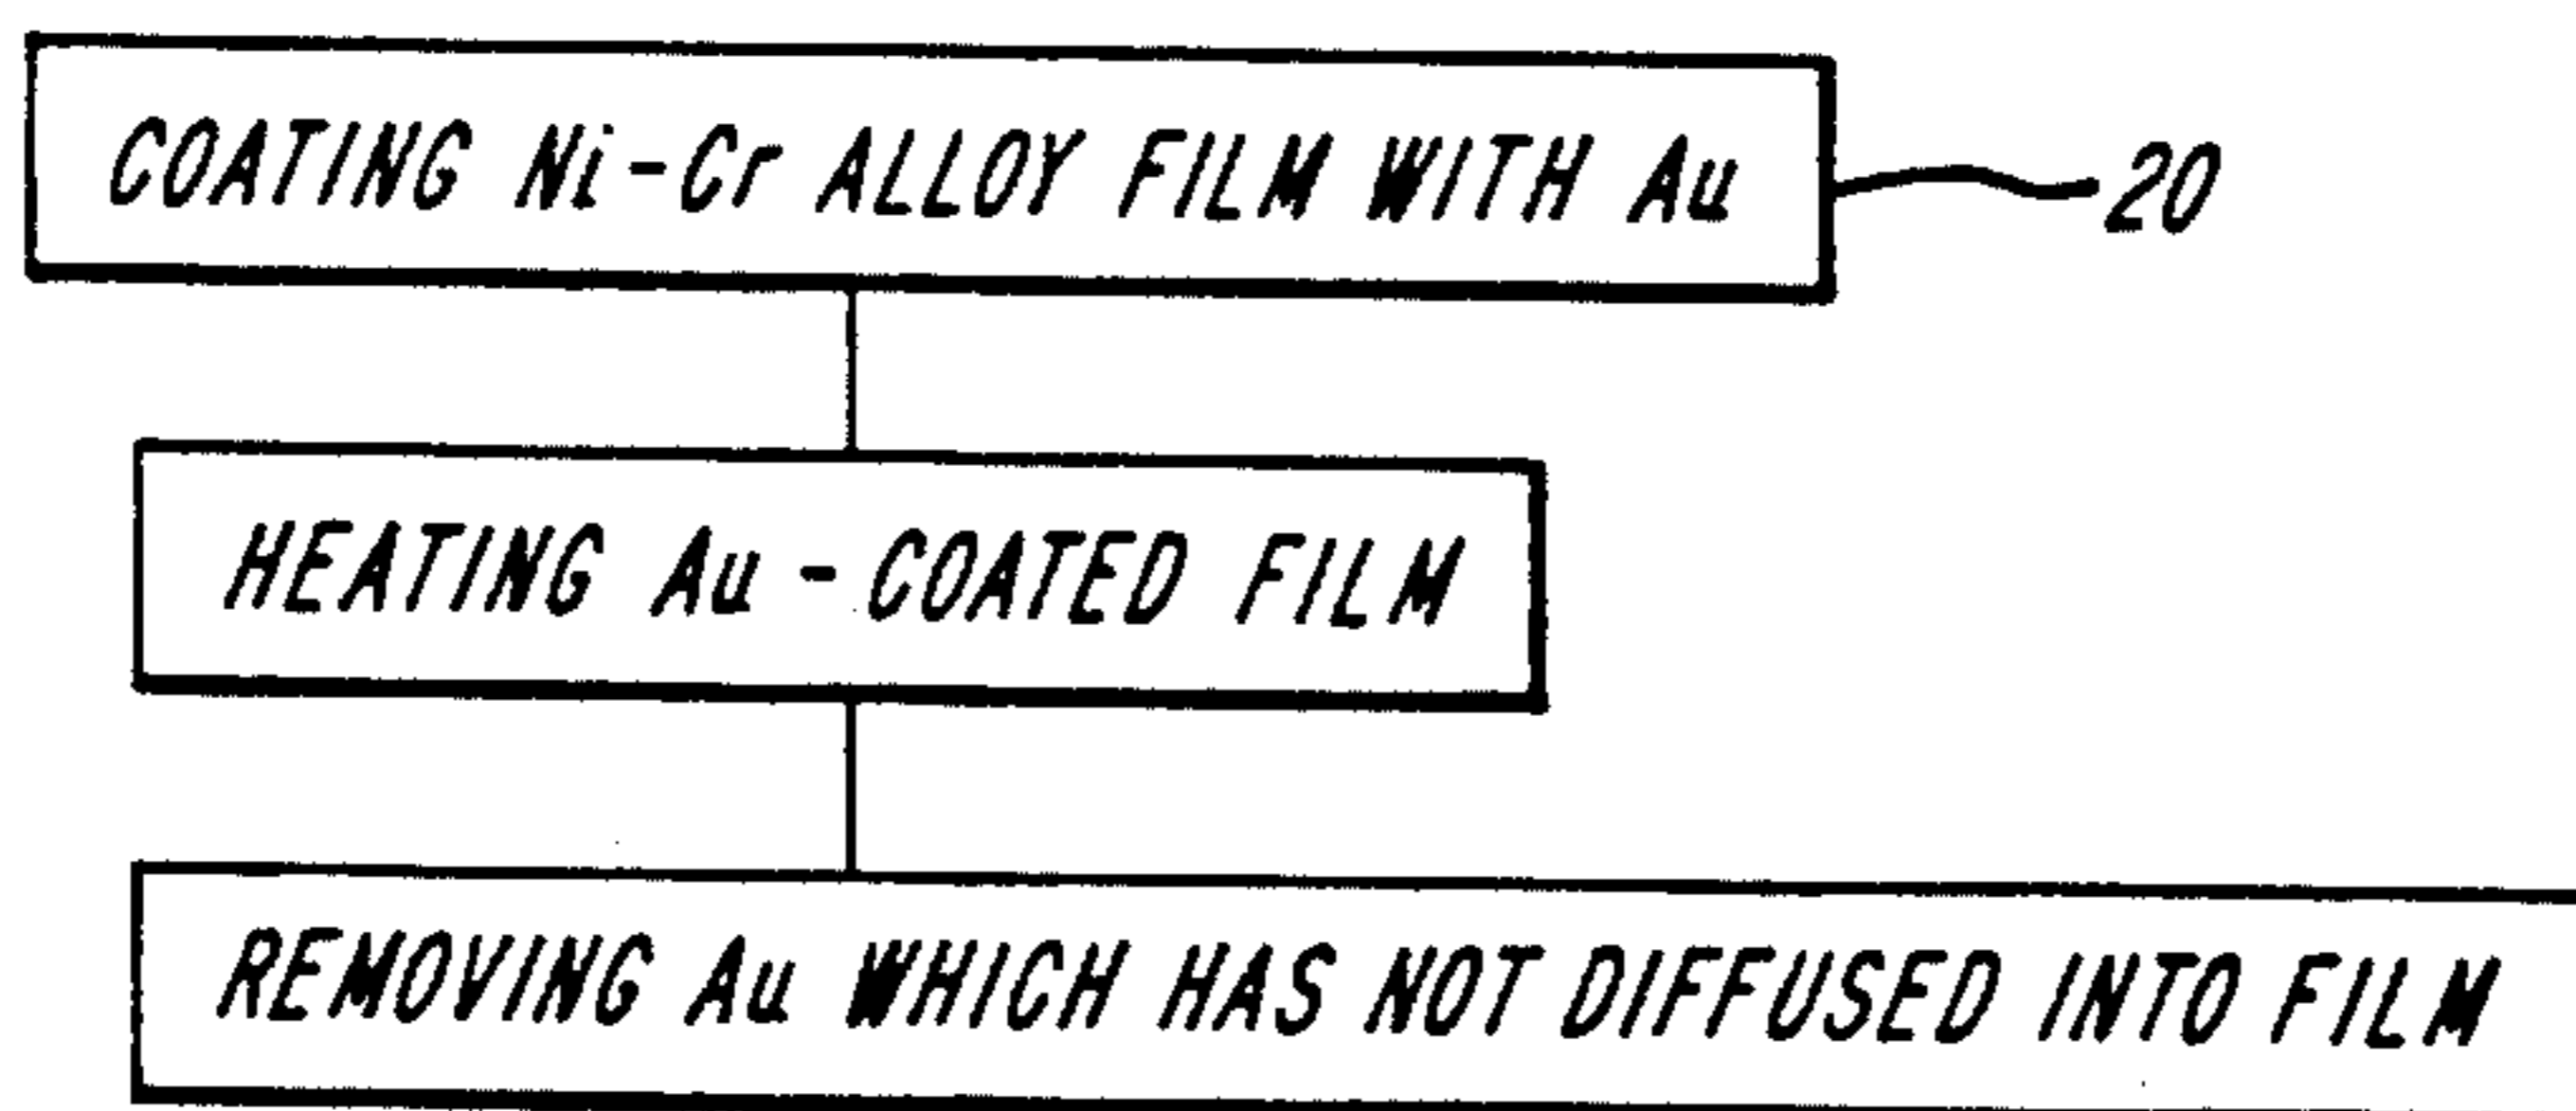 COATING Ni-Cr ALLOY FILM WITH Au 20
HEATING Au-COATED FILM
REMOVING Au WHICH HAS NOT DIFFUSED INTO FILM